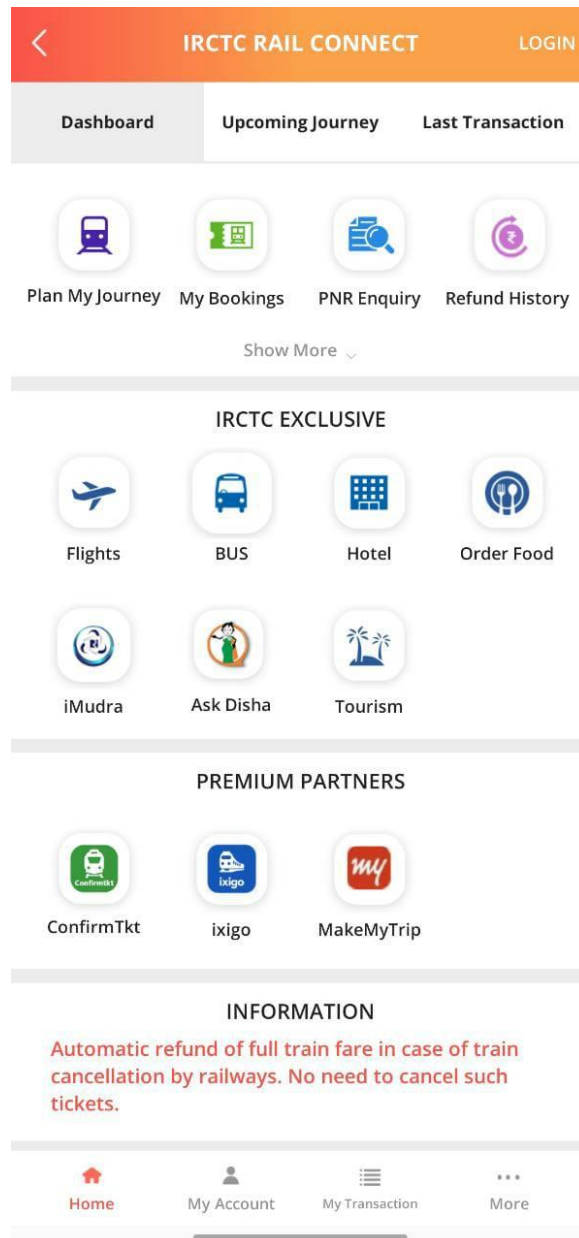 IRCTC RAIL CONNECT LOGIN
Dashboard Upcoming Journey Last Transaction
Plan My Journey My Bookings PNR Enquiry Refund History
Show More
IRCTC EXCLUSIVE
Flights BUS Hotel Order Food
iMudra Ask Disha Tourism
PREMIUM PARTNERS
Confirmtkt ixigo my
ConfirmTkt ixigo MakeMyTrip
INFORMATION
Automatic refund of full train fare in case of train
cancellation by railways. No need to cancel such
tickets.
Home My Account My Transaction More